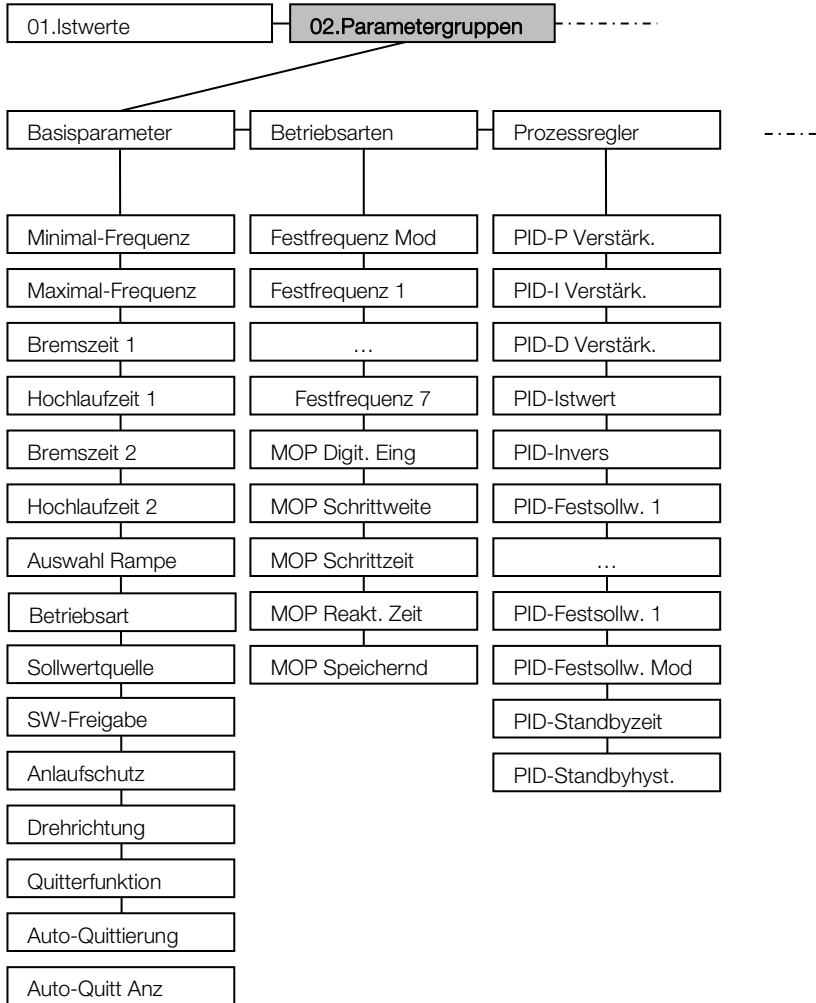 01.Istwerte
02.Parametergruppen
Basisparameter
Betriebsarten
Prozessregler
Minimal-Frequenz
Maximal-Frequenz
Bremszeit 1
Hochlaufzeit 1
Bremszeit 2
Hochlaufzeit 2
Auswahl Rampe
Betriebsart
Sollwertquelle
SW-Freigabe
Anlaufschutz
Drehrichtung
Quitterfunktion
Auto-Quittierung
Auto-Quitt Anz
Festfrequenz Mod
Festfrequenz 1
…
Festfrequenz 7
MOP Digit. Eing
MOP Schrittweite
MOP Schrittzeit
MOP Reakt. Zeit
MOP Speichernd
PID-P Verstärk.
PID-I Verstärk.
PID-D Verstärk.
PID-Istwert
PID-Invers
PID-Festsollw. 1
…
PID-Festsollw. 1
PID-Festsollw. Mod
PID-Standbyzeit
PID-Standbyhyst.